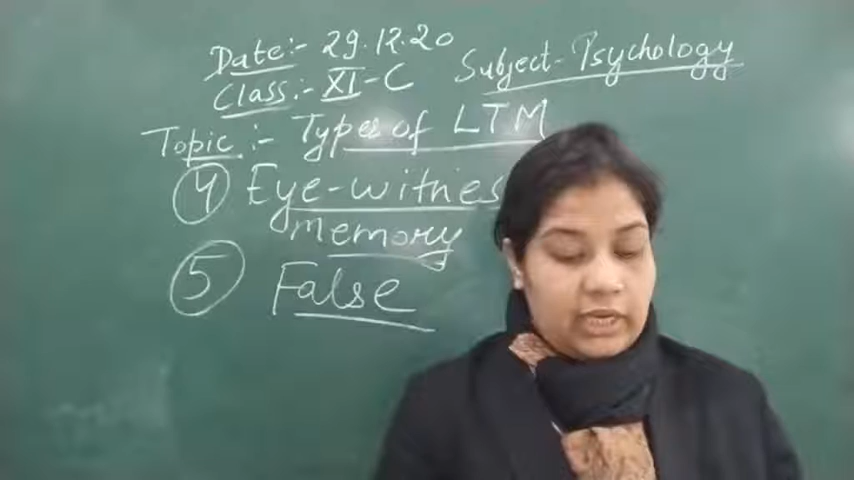 Date:- 29.12.20
Subject- Psychology
Class:- XI-C
Topic:- Types of LTM
4 Eye-witnes
memory
5 False